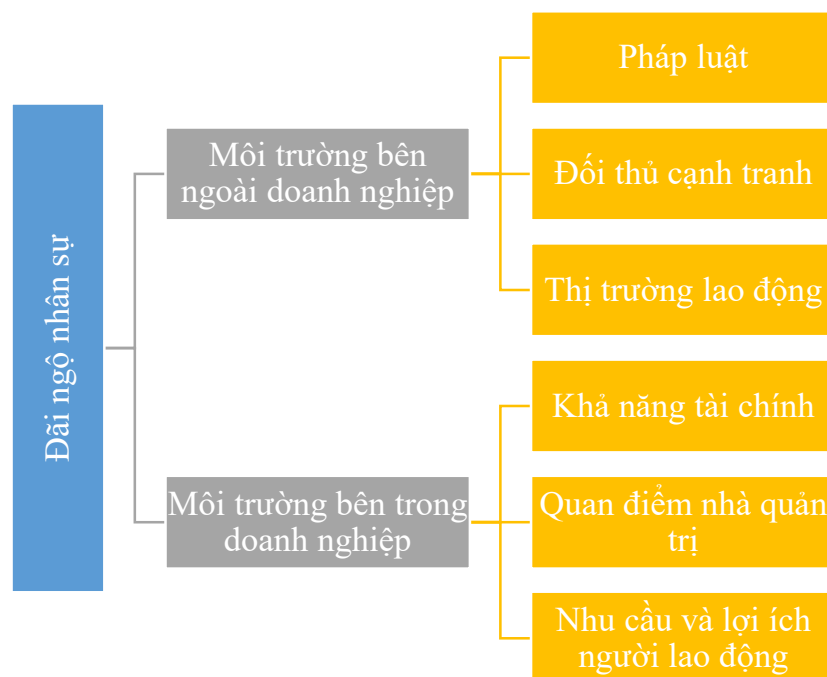 Đãi ngộ nhân sự
Môi trường bên
ngoài doanh nghiệp
Pháp luật
Đối thủ cạnh tranh
Thị trường lao động
Môi trường bên trong
doanh nghiệp
Khả năng tài chính
Quan điểm nhà quản
trị
Nhu cầu và lợi ích
người lao động